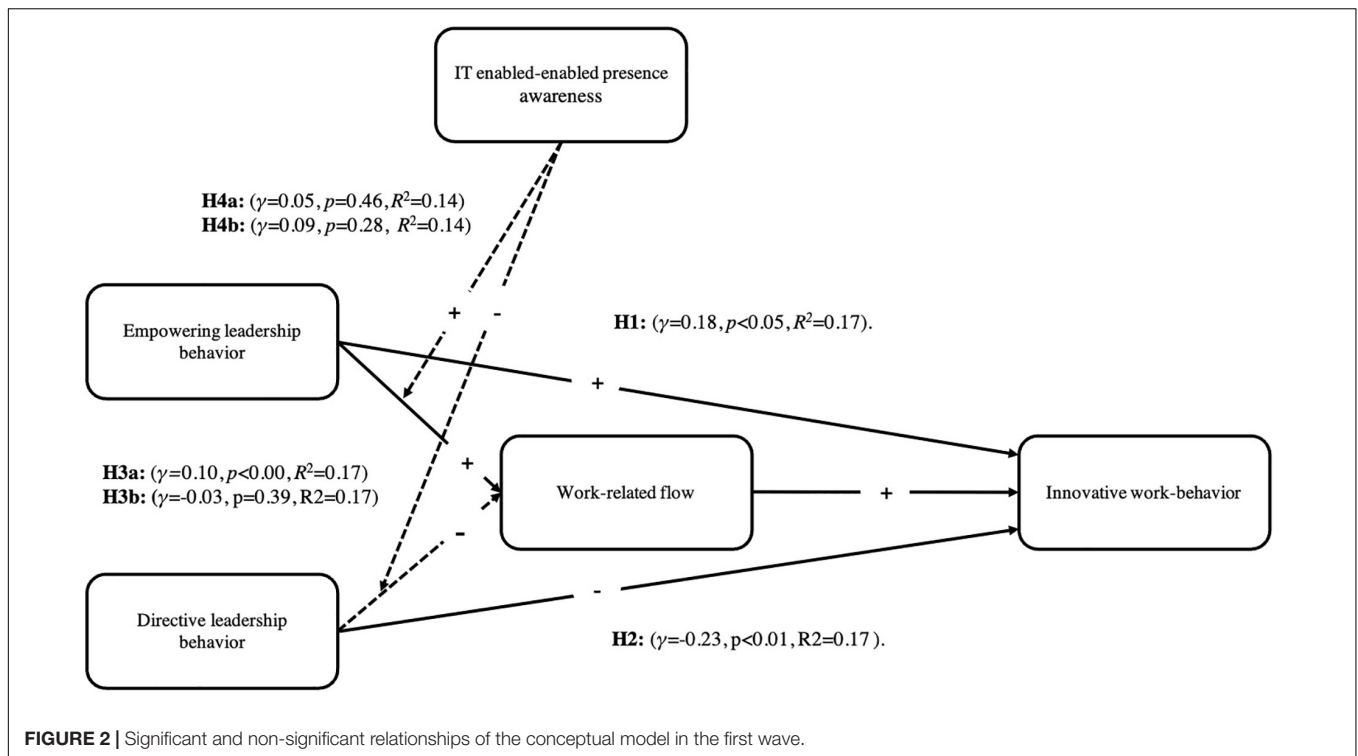 IT enabled-enabled presence
awareness
H4a: (γ=0.05, p=0.46, R²=0.14)
H4b: (γ=0.09, p=0.28, R²=0.14)
+
-
Empowering leadership
behavior
H1: (γ=0.18, p<0.05, R²=0.17).
+
H3a: (γ=0.10, p<0.00, R²=0.17)
H3b: (γ=-0.03, p=0.39, R2=0.17)
+
-
Work-related flow
+
Innovative work-behavior
Directive leadership
behavior
-
H2: (γ=-0.23, p<0.01, R2=0.17).
FIGURE 2 | Significant and non-significant relationships of the conceptual model in the first wave.